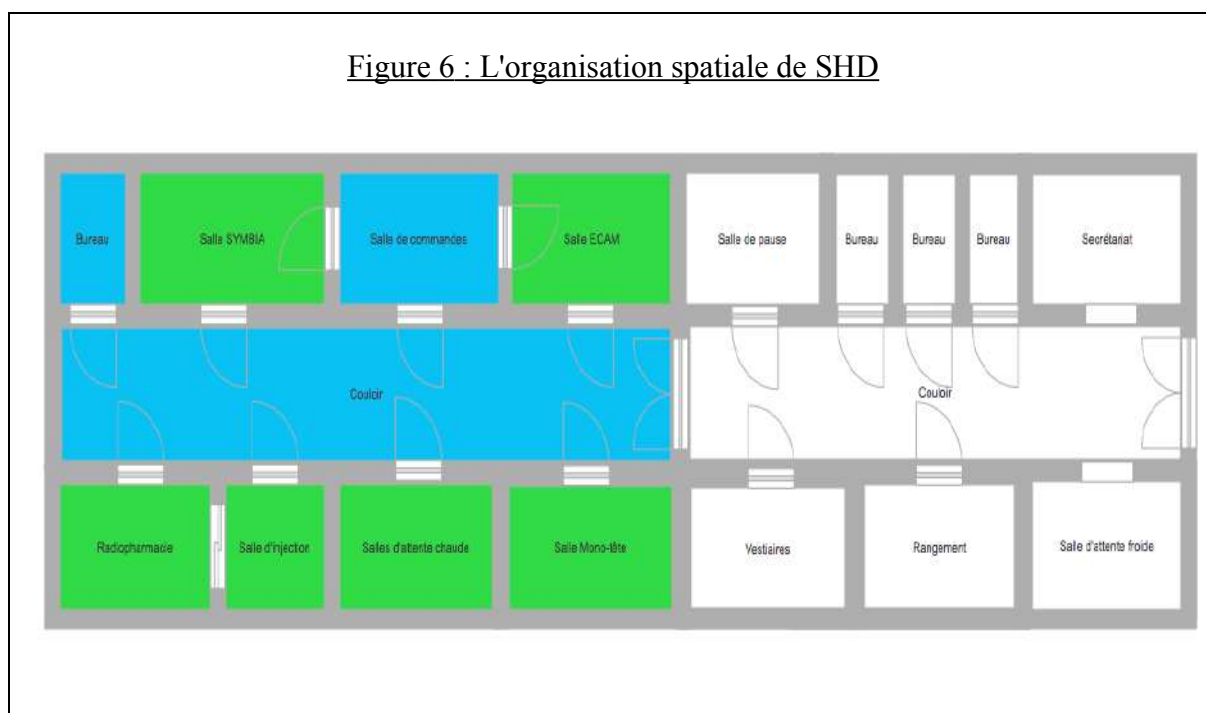 Figure 6 : L'organisation spatiale de SHD
Bureau
Salle SYMBIA
Salle de commandes
Salle ECAM
Salle de pause
Bureau
Bureau
Bureau
Secrétariat
Couloir
Couloir
Radiopharmacie
Salle d'injection
Salles d'attente chaude
Salle Mono-tête
Vestiaires
Rangement
Salle d'attente froide